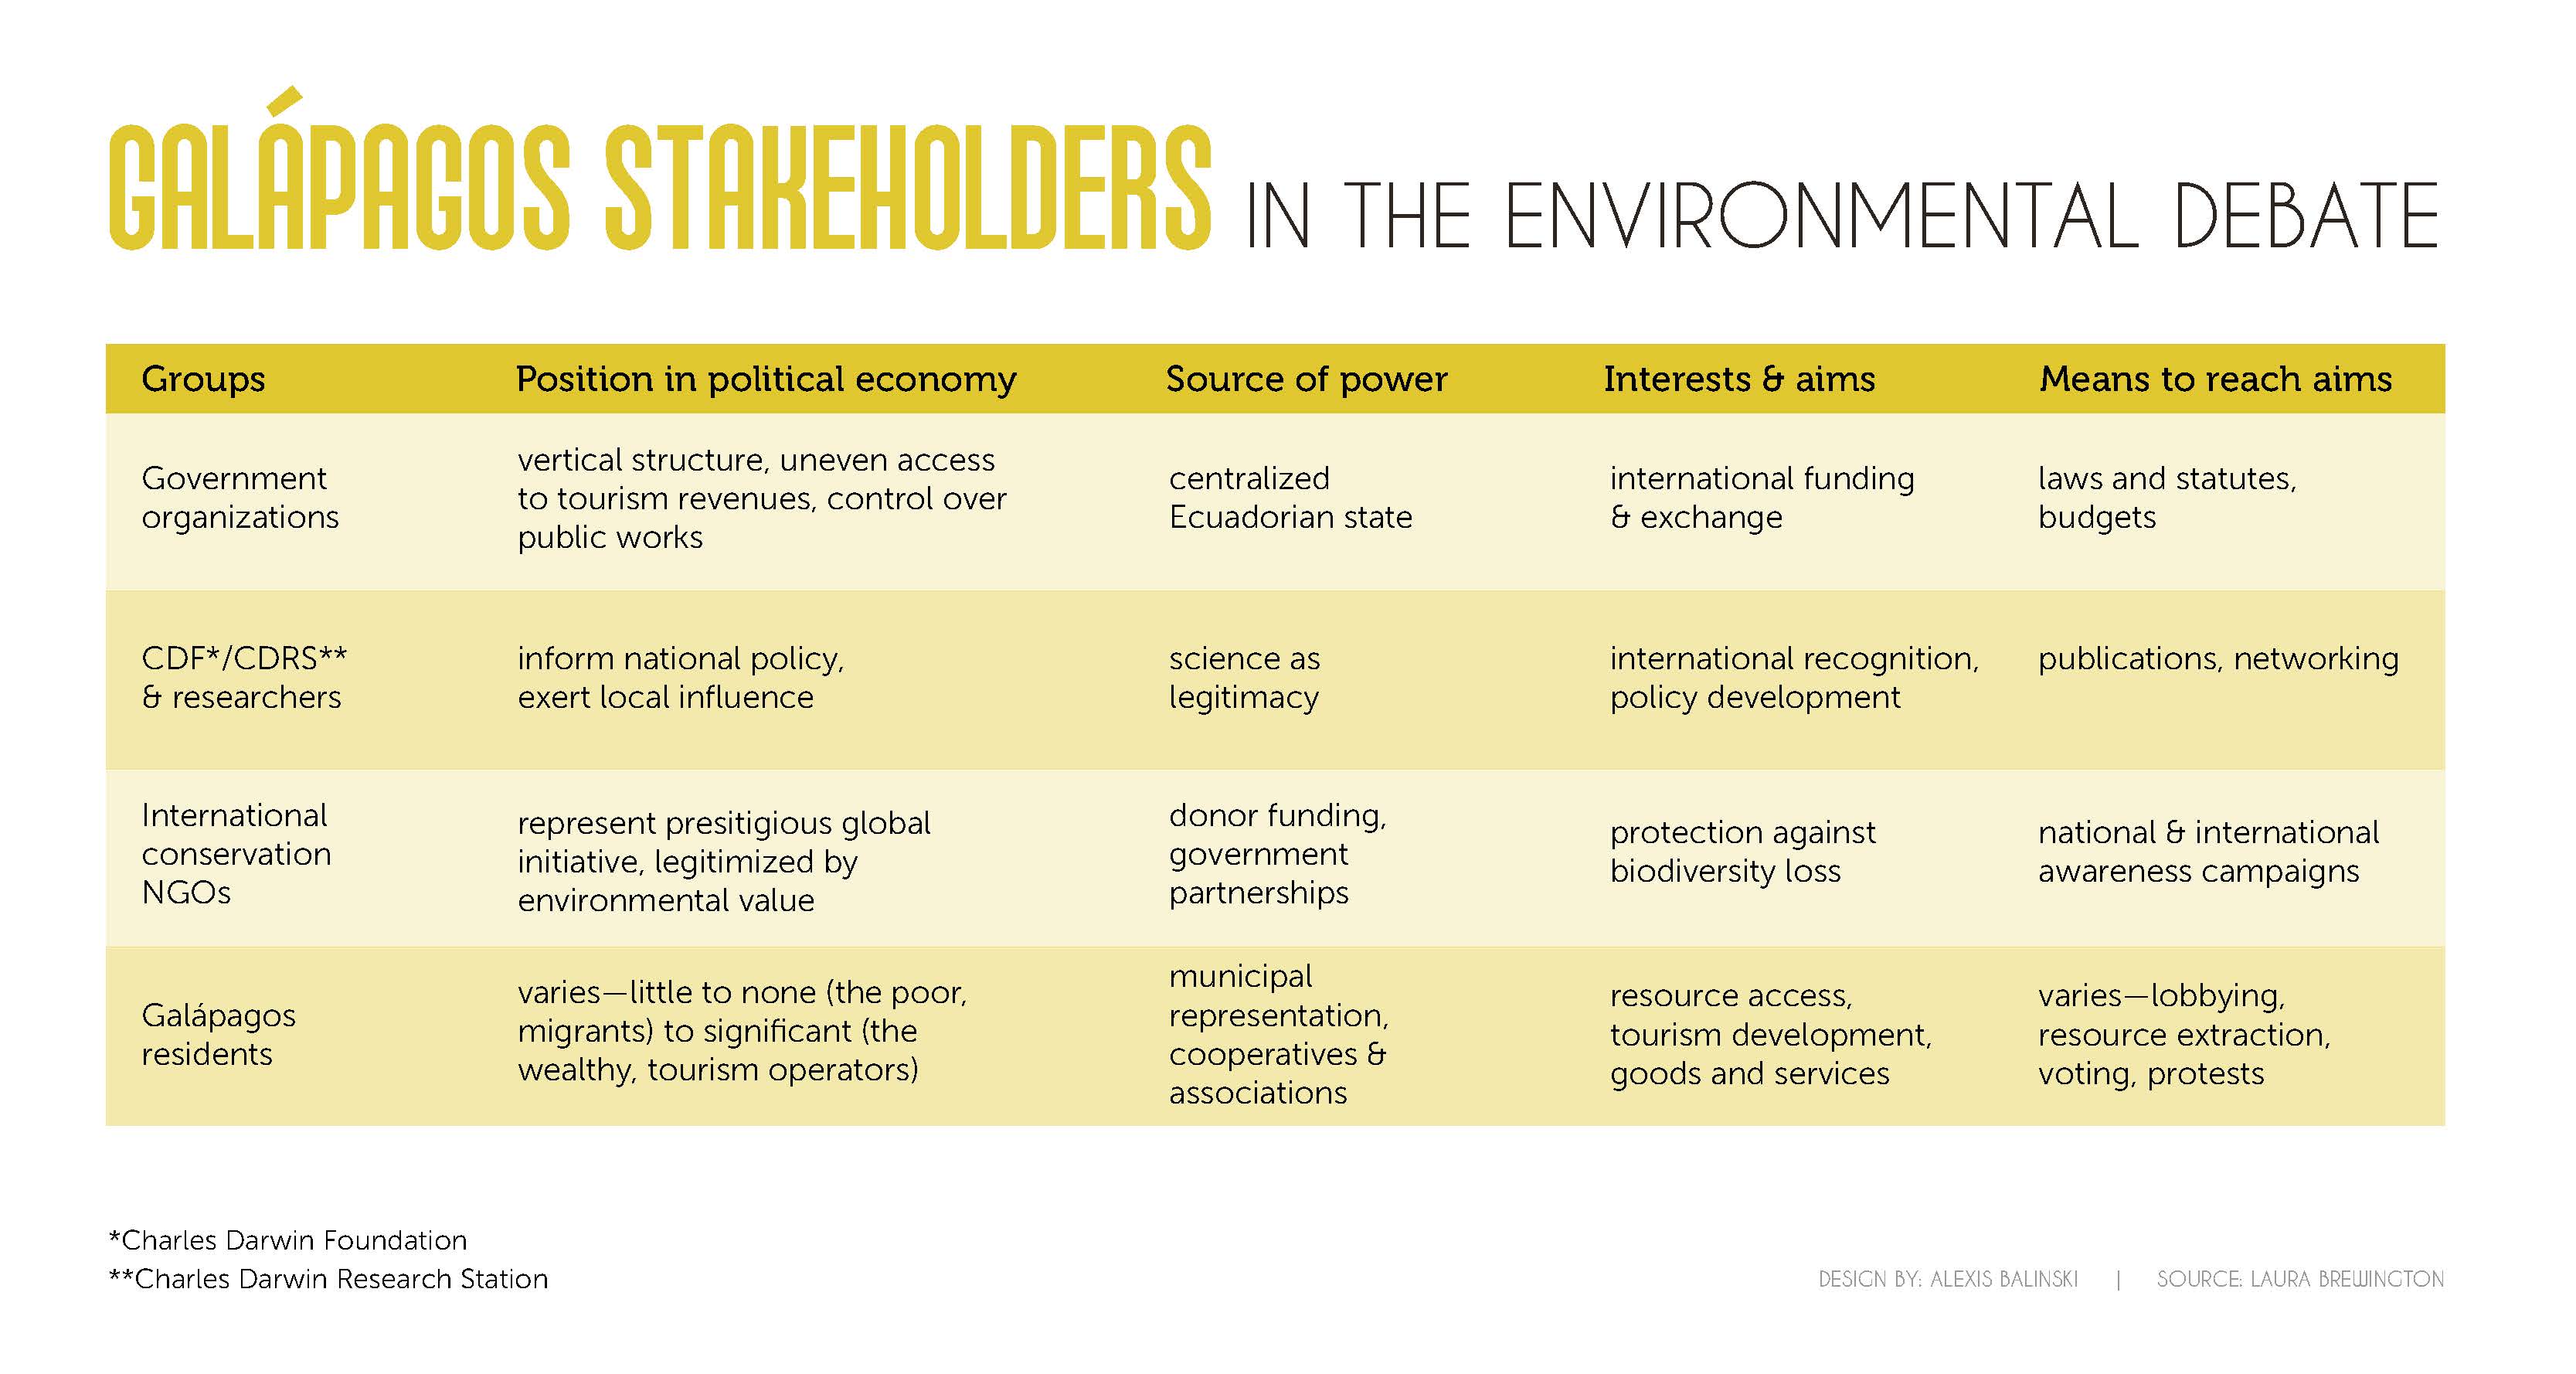 GALÁPAGOS STAKEHOLDERS IN THE ENVIRONMENTAL DEBATE
Groups
Position in political economy
Source of power
Interests & aims
Means to reach aims
Government
organizations
vertical structure, uneven access
to tourism revenues, control over
public works
centralized
Ecuadorian state
international funding
& exchange
laws and statutes,
budgets
CDF*/CDRS**
& researchers
inform national policy,
exert local influence
science as
legitimacy
international recognition,
policy development
publications, networking
International
conservation
NGOs
represent presitigious global
initiative, legitimized by
environmental value
donor funding,
government
partnerships
protection against
biodiversity loss
national & international
awareness campaigns
Galápagos
residents
varies—little to none (the poor,
migrants) to significant (the
wealthy, tourism operators)
municipal
representation,
cooperatives &
associations
resource access,
tourism development,
goods and services
varies—lobbying,
resource extraction,
voting, protests
*Charles Darwin Foundation
**Charles Darwin Research Station
DESIGN BY: ALEXIS BALINSKI | SOURCE: LAURA BREWINGTON